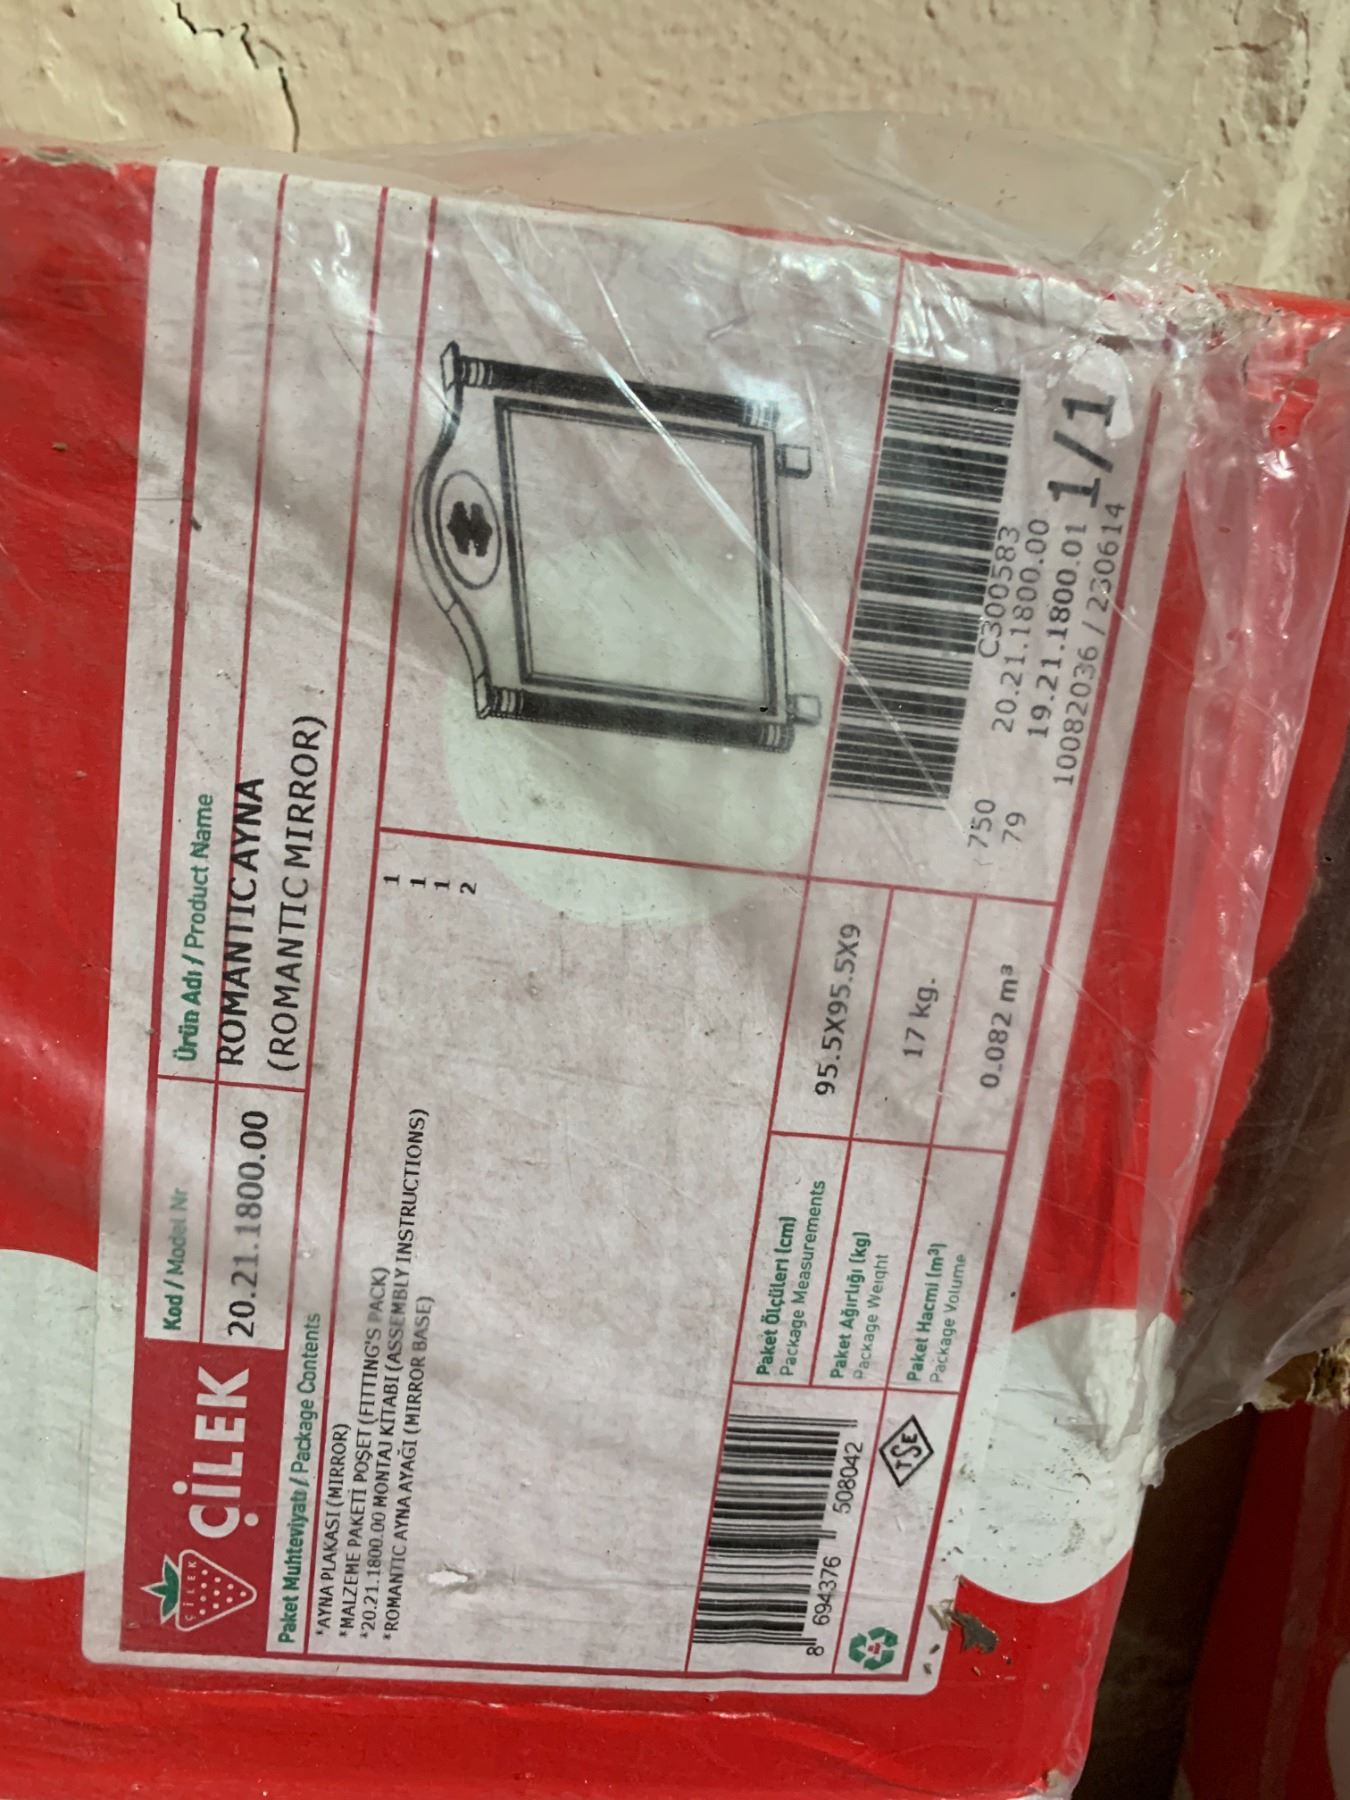 ÇİLEK
ÇİLEK
Kod / Model Nr
Ürün Adı / Product Name
20.21.1800.00
ROMANTIC AYNA
(ROMANTIC MIRROR)
Paket Muhteviyatı / Package Contents
*AYNA PLAKASI (MIRROR) 1
*MALZEME PAKETİ POŞET (FITTING'S PACK) 1
*20.21.1800.00 MONTAJ KITABI (ASSEMBLY INSTRUCTIONS) 1
*ROMANTIC AYNA AYAĞI (MIRROR BASE) 2
8 694376 508042
TSE
Paket Ölçüleri (cm)
Package Measurements
95.5X95.5X9
Paket Ağırlığı (kg)
Package Weight
17 kg.
Paket Hacmi (m³)
Package Volume
0.082 m³
750 C300583
79 20.21.1800.00
19.21.1800.01 1/1
10082036 / 230614